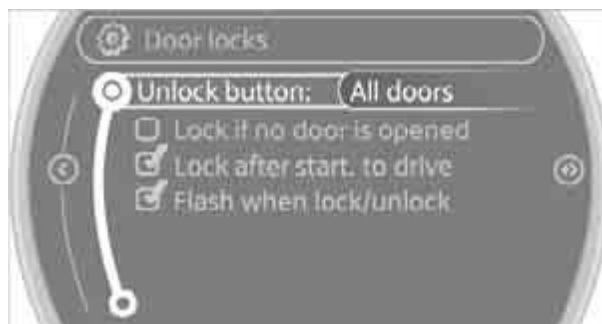 Door locks
Unlock button: All doors
Lock if no door is opened
Lock after start. to drive
Flash when lock/unlock